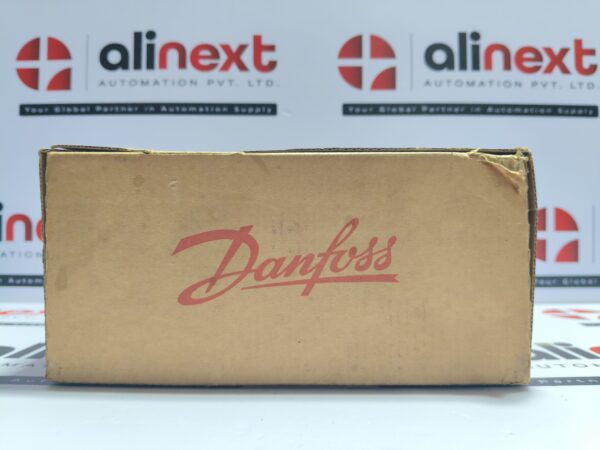 alinext
AUTOMATION PVT. LTD.
Your Global Partner in Automation Supply
alinext
AUTOMATION PVT. LTD.
Your Global Partner in Automation Supply
Danfoss